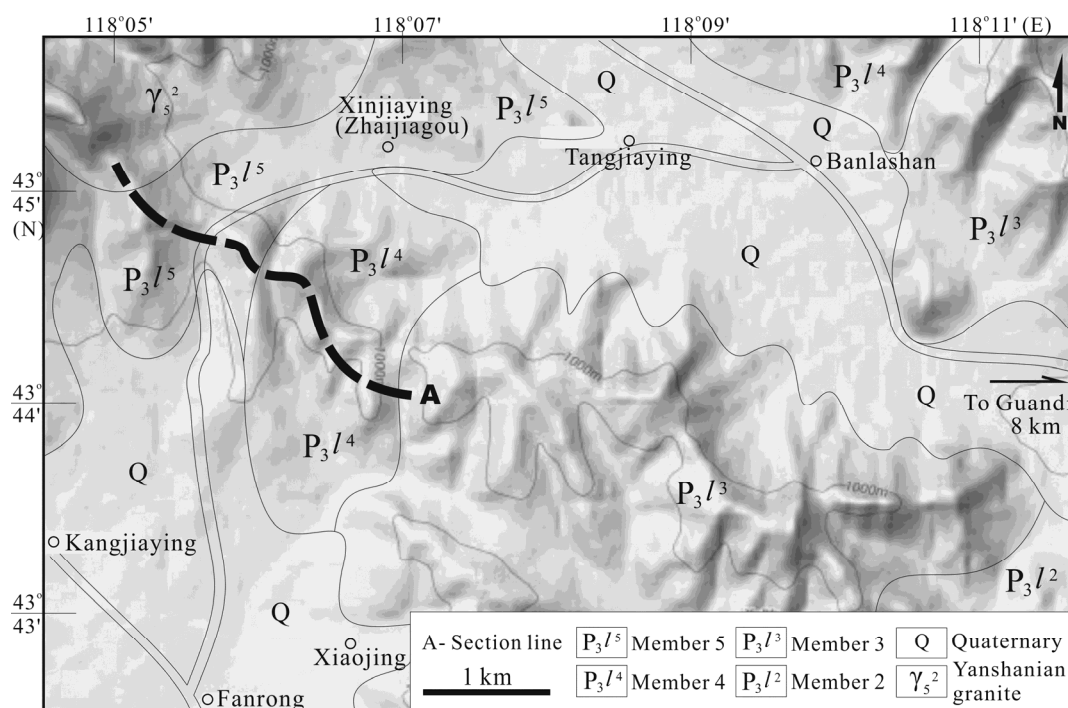 118°05'
118°07'
118°09'
118°11' (E)
1000m
P₃l⁴
γ₅²
Q
Xinjiaying
(Zhaijiagou)
P₃l⁵
Q
N
Tangjiaying
Banlashan
43°
45'
(N)
P₃l⁵
P₃l³
P₃l⁵
P₃l⁴
Q
1000m
1000m
A
43°
44'
Q
To Guandi
8 km
P₃l⁴
Q
P₃l³
1000m
Kangjiaying
P₃l²
43°
43'
Q
Xiaojing
Fanrong
A- Section line
1 km
P₃l⁵ Member 5
P₃l³ Member 3
Q Quaternary
P₃l⁴ Member 4
P₃l² Member 2
γ₅² Yanshanian
granite